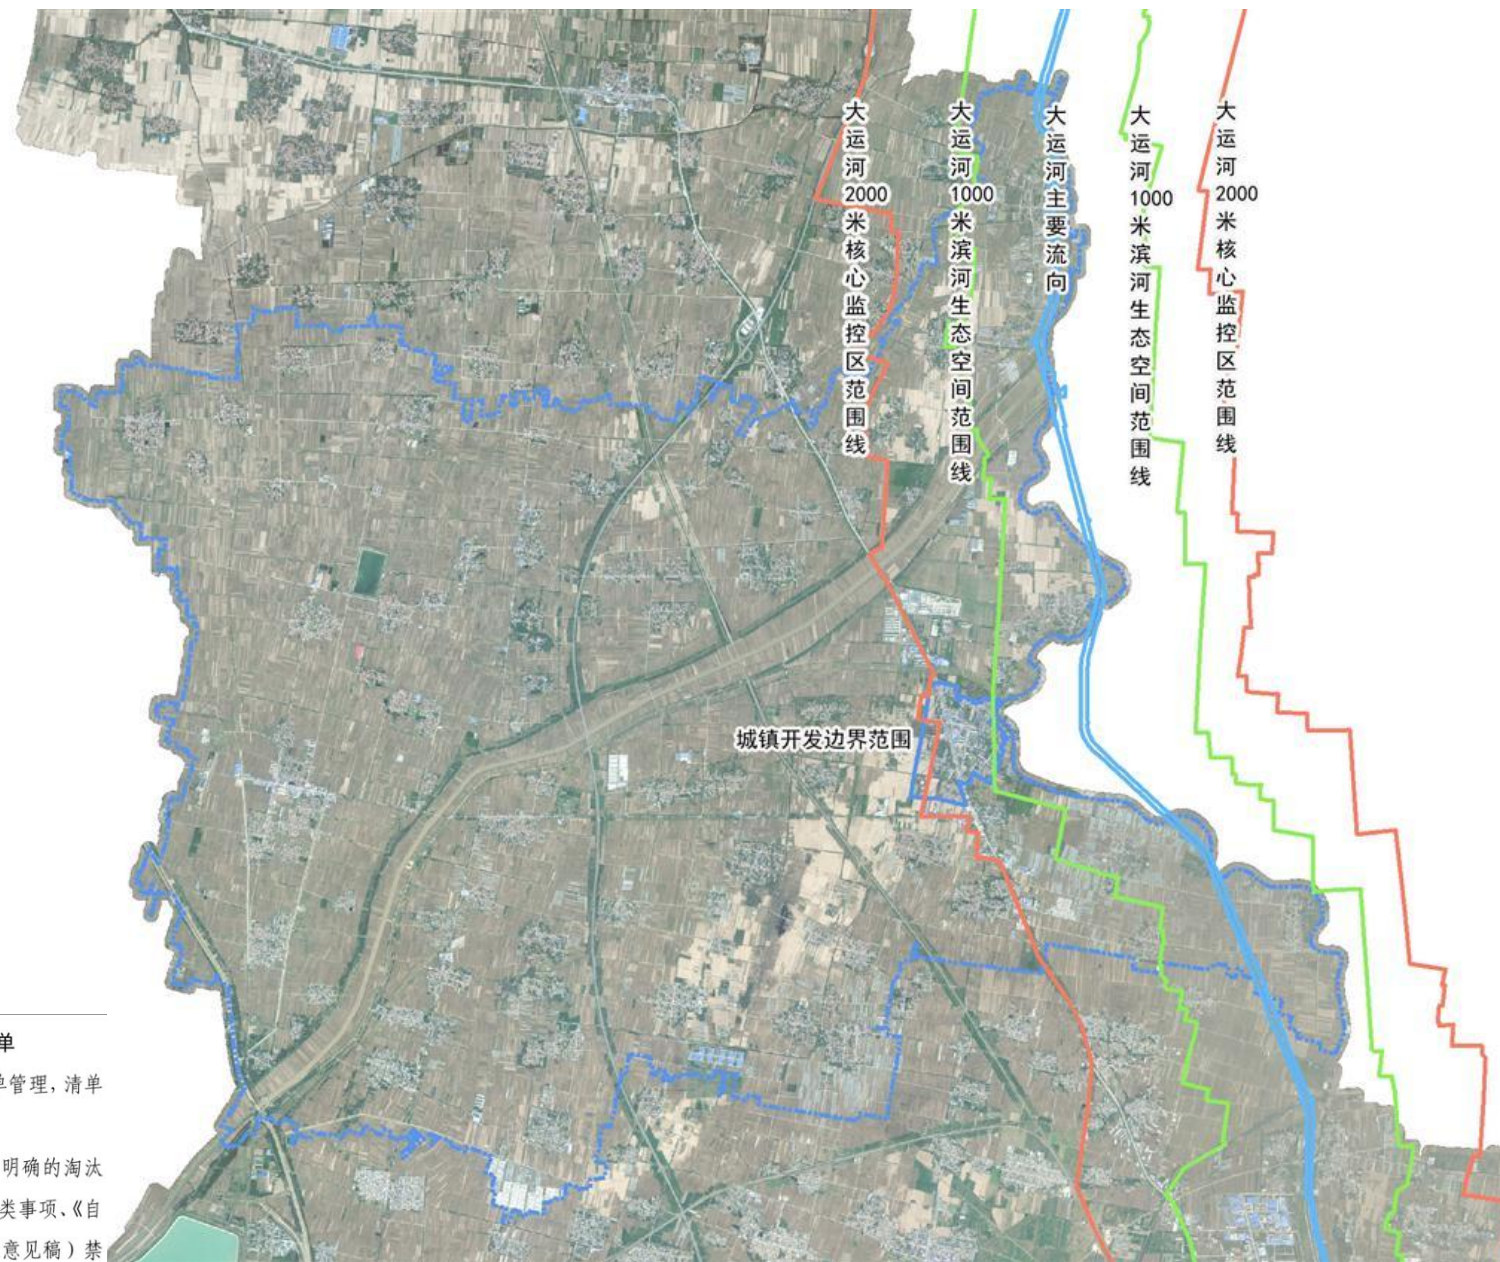 大运河2000米核心监控区范围线
大运河1000米滨河生态空间范围线
大运河主要流向
大运河1000米滨河生态空间范围线
大运河2000米核心监控区范围线
城镇开发边界范围
单
单管理，清单
明确的淘汰
类事项、《自
意见稿）禁